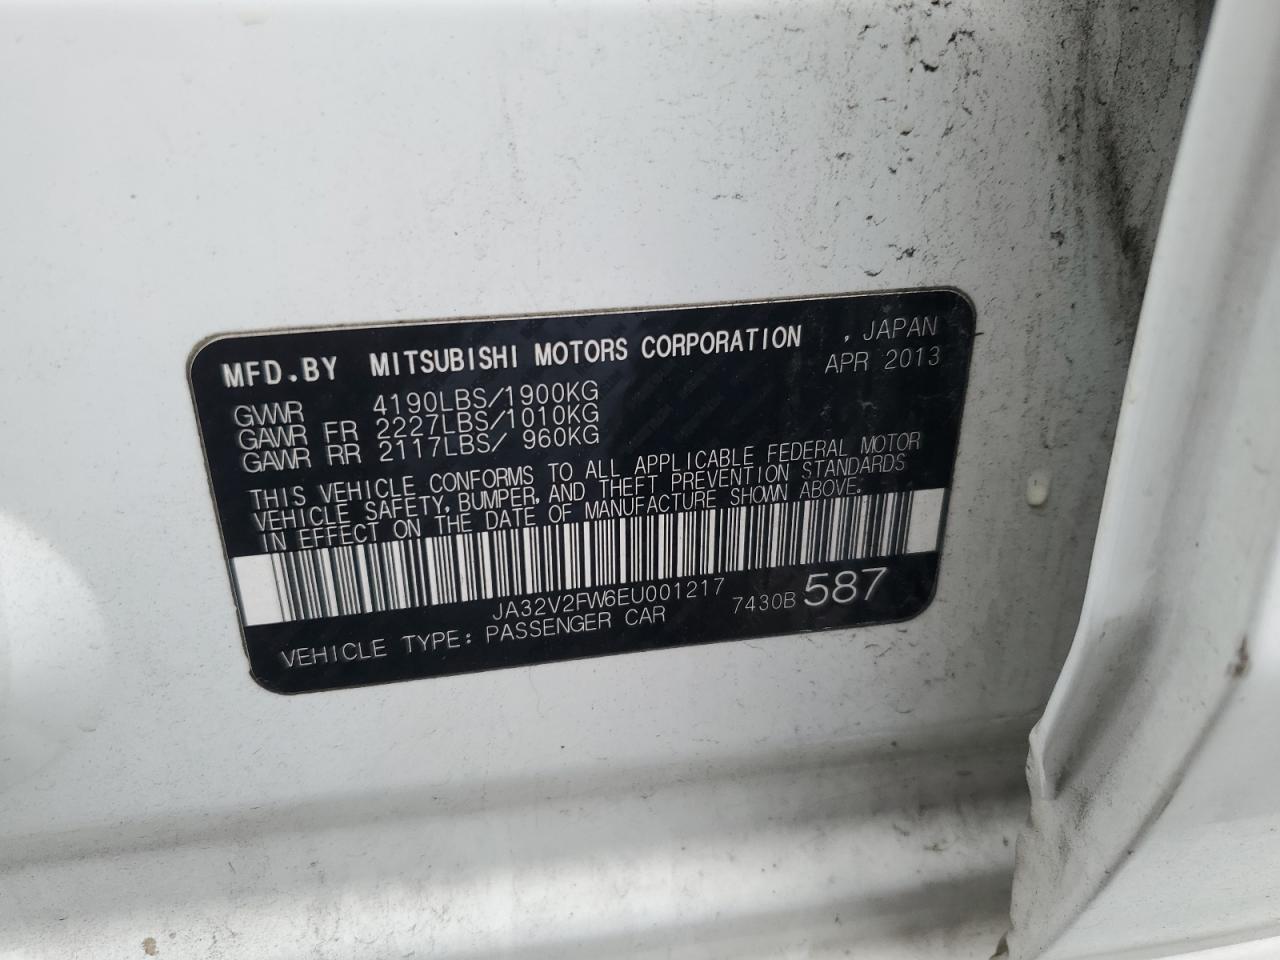 MFD.BY MITSUBISHI MOTORS CORPORATION , JAPAN
APR 2013
GVWR 4190LBS/1900KG
GAWR FR 2227LBS/1010KG
GAWR RR 2117LBS/ 960KG
THIS VEHICLE CONFORMS TO ALL APPLICABLE FEDERAL MOTOR
VEHICLE SAFETY, BUMPER, AND THEFT PREVENTION STANDARDS
IN EFFECT ON THE DATE OF MANUFACTURE SHOWN ABOVE.
JA32V2FW6EU001217 7430B 587
VEHICLE TYPE: PASSENGER CAR